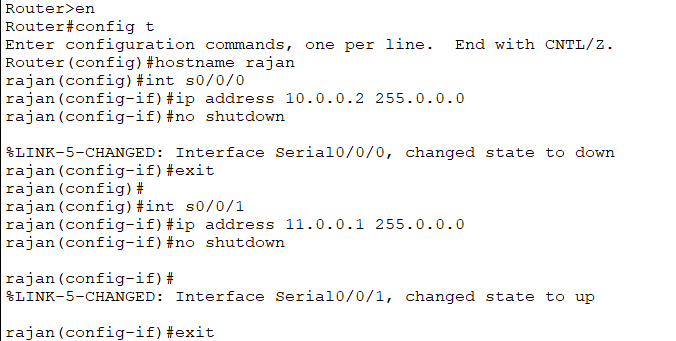 Router>en
Router#config t
Enter configuration commands, one per line.  End with CNTL/Z.
Router(config)#hostname rajan
rajan(config)#int s0/0/0
rajan(config-if)#ip address 10.0.0.2 255.0.0.0
rajan(config-if)#no shutdown

%LINK-5-CHANGED: Interface Serial0/0/0, changed state to down
rajan(config-if)#exit
rajan(config)#
rajan(config)#int s0/0/1
rajan(config-if)#ip address 11.0.0.1 255.0.0.0
rajan(config-if)#no shutdown

rajan(config-if)#
%LINK-5-CHANGED: Interface Serial0/0/1, changed state to up

rajan(config-if)#exit